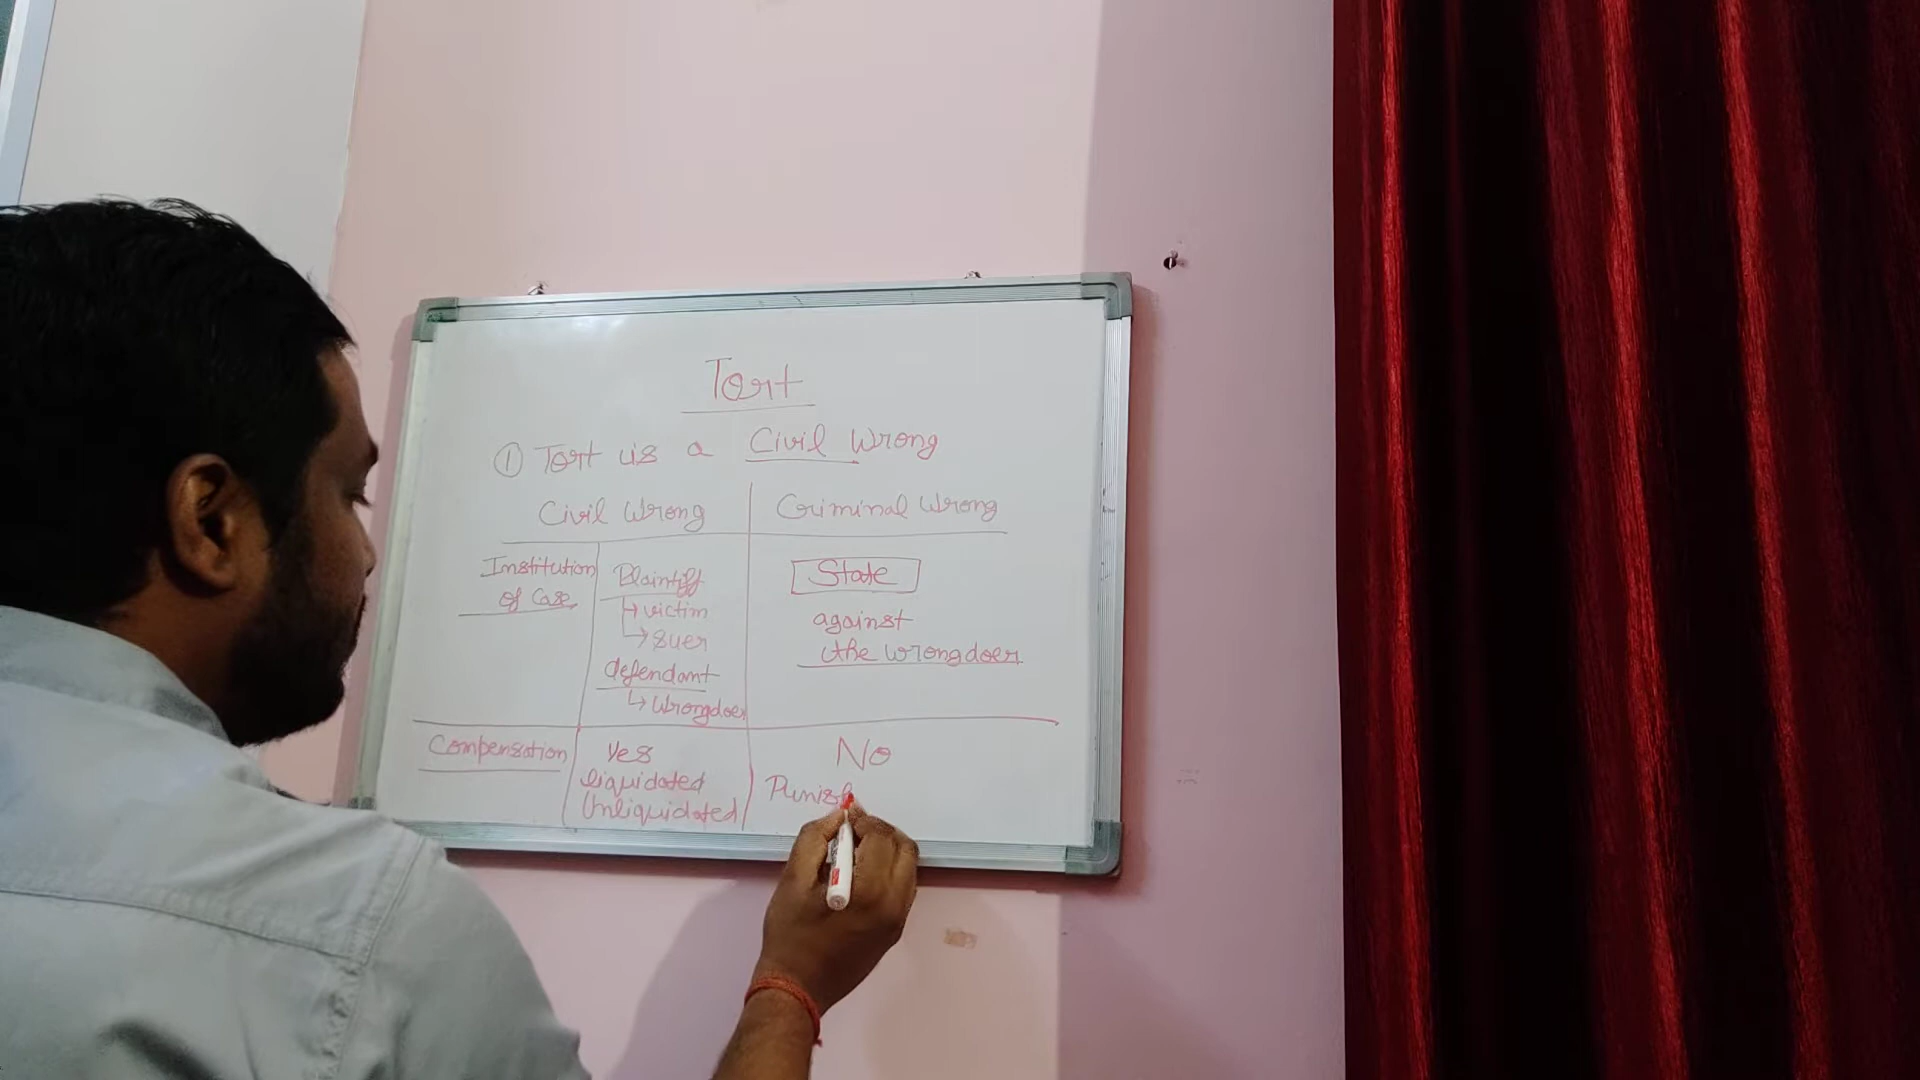 Tort
① Tort is a Civil Wrong
Civil Wrong
Criminal Wrong
Institution
of Case
Plaintiff
↳ victim
↳ suer
defendant
↳ Wrongdoer
State
against
the wrongdoer
Compensation
Yes
liquidated
Unliquidated
No
Punish